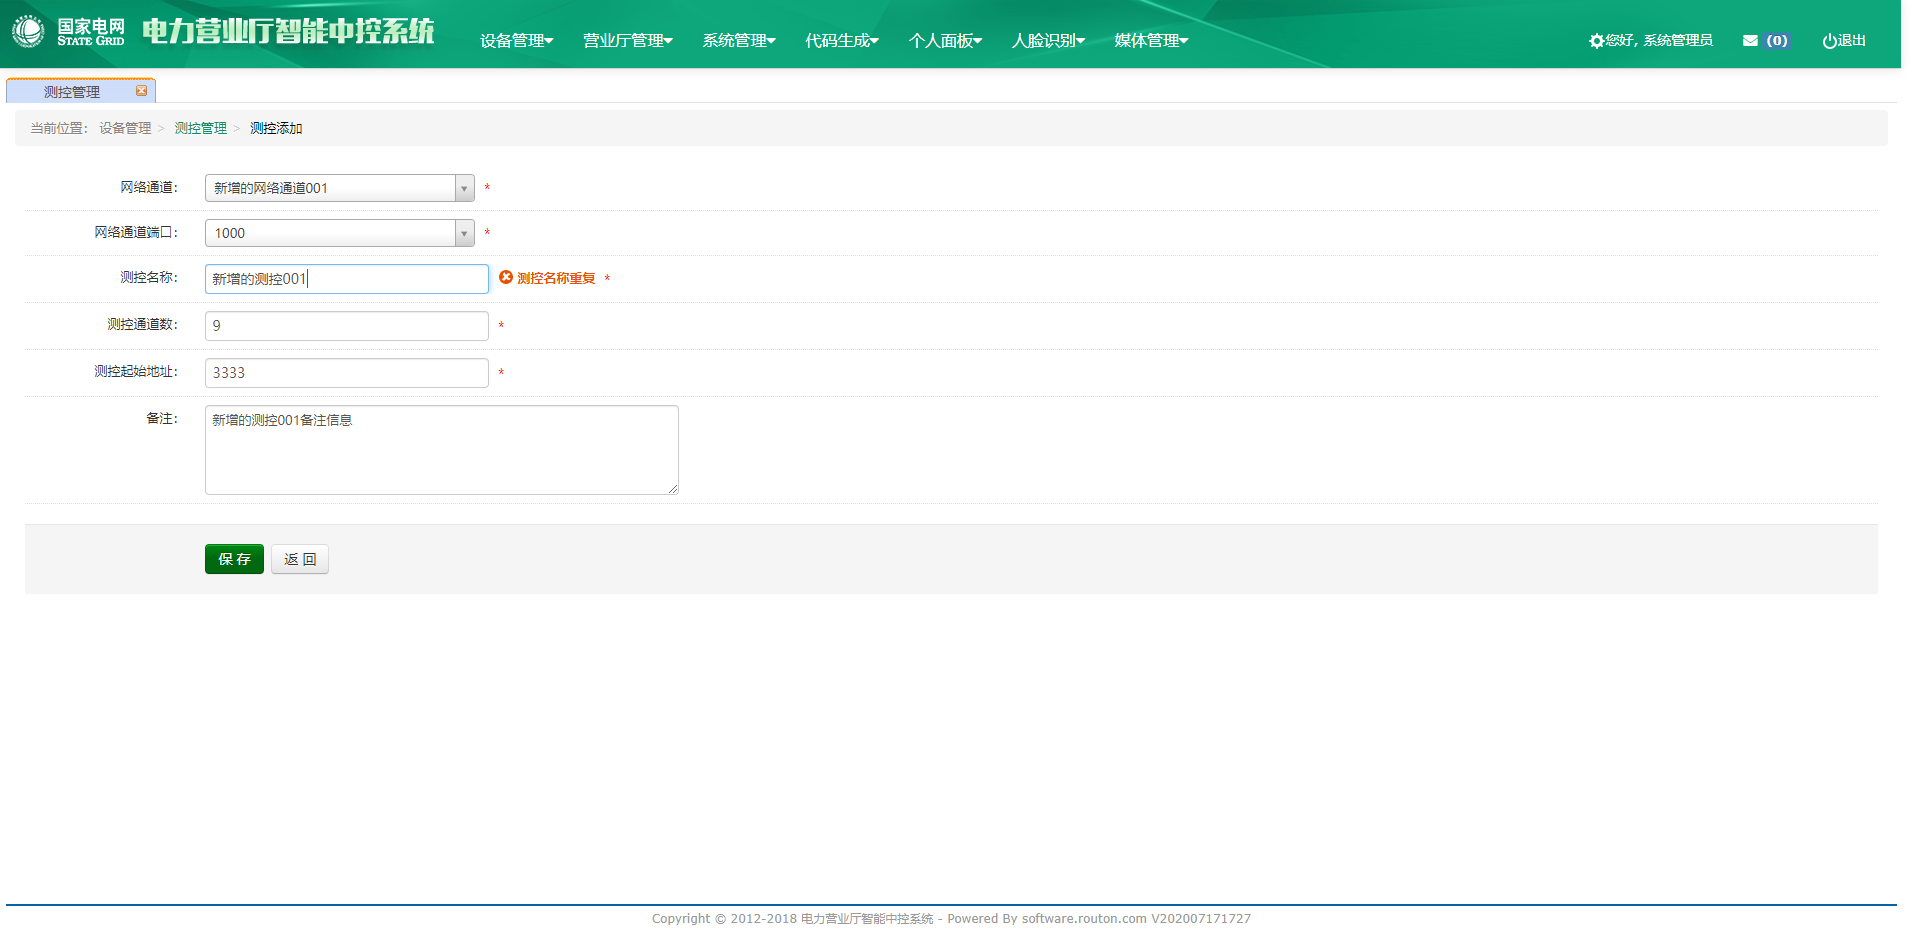 国家电网 STATE GRID
电力营业厅智能中控系统
设备管理 营业厅管理 系统管理 代码生成 个人面板 人脸识别 媒体管理
您好, 系统管理员 (0) 退出
测控管理
当前位置: 设备管理 > 测控管理 > 测控添加
网络通道: 新增的网络通道001 *
网络通道端口: 1000 *
测控名称: 新增的测控001 测控名称重复 *
测控通道数: 9 *
测控起始地址: 3333 *
备注: 新增的测控001备注信息
保 存 返 回
Copyright © 2012-2018 电力营业厅智能中控系统 - Powered By software.routon.com V202007171727